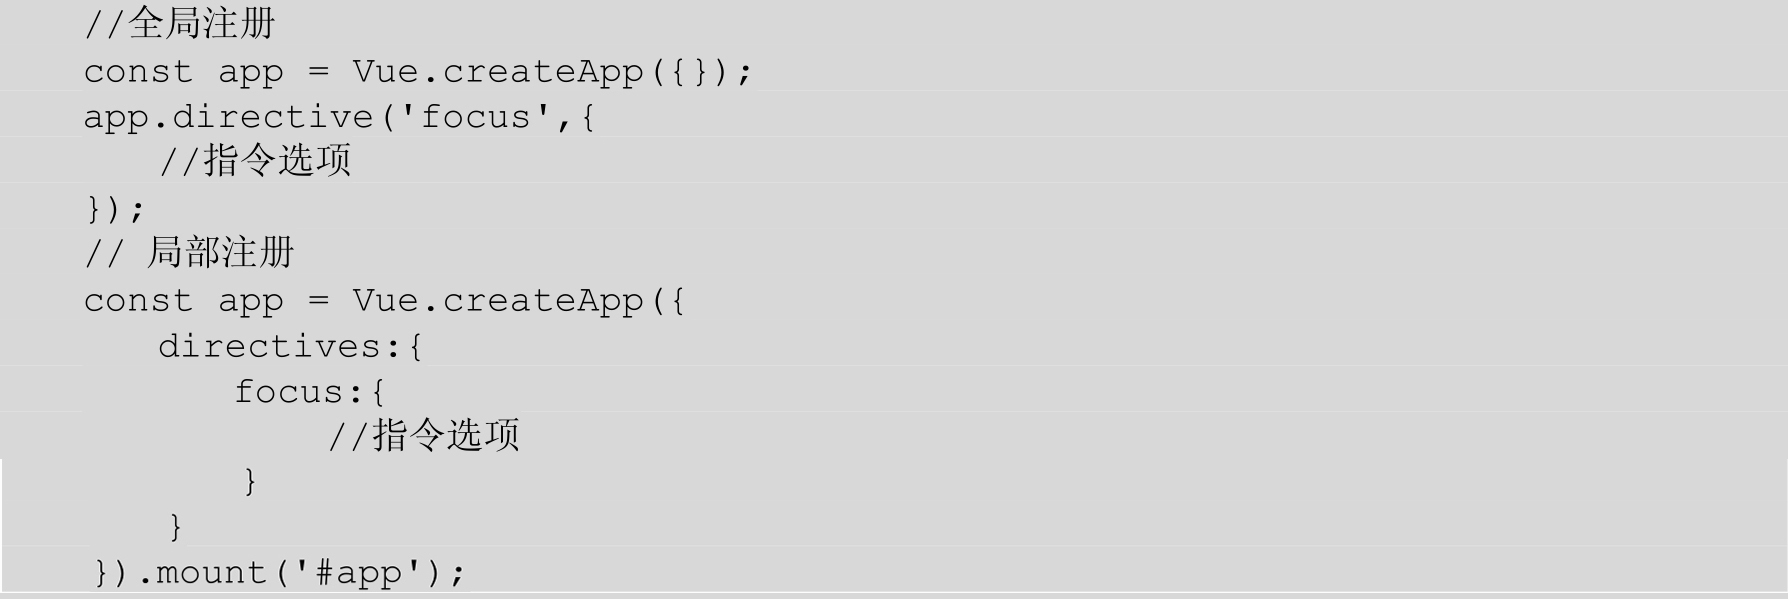 //全局注册
const app = Vue.createApp({});
app.directive('focus',{
    //指令选项
});
// 局部注册
const app = Vue.createApp({
    directives:{
        focus:{
             //指令选项
         }
     }
 }).mount('#app');